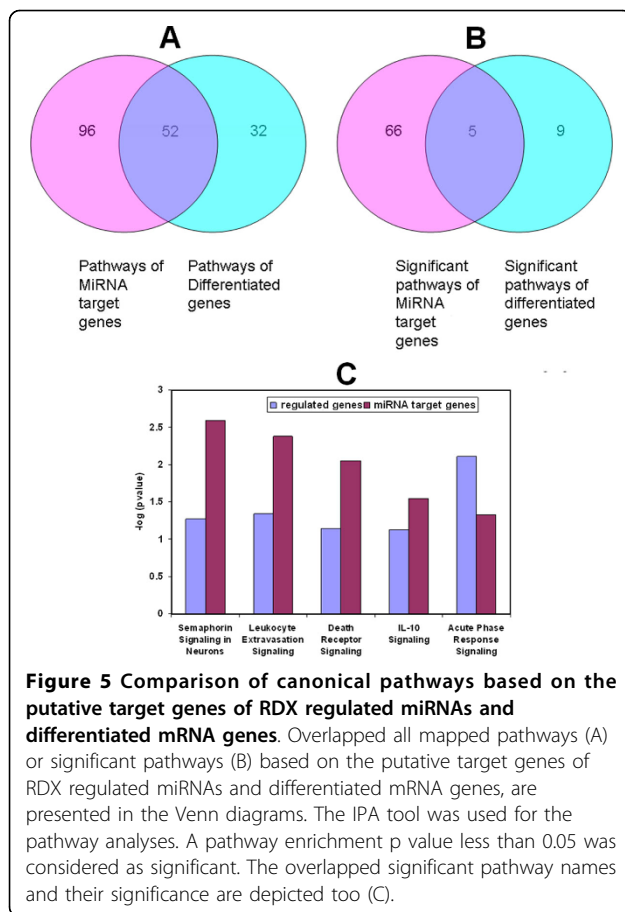 A
B
96
52
32
66
5
9
Pathways of
MiRNA
target
genes
Pathways of
Differentiated
genes
Significant
pathways of
MiRNA
target
genes
Significant
pathways of
differentiated
genes
C
regulated genes
miRNA target genes
-log (pvalue)
3
2.5
2
1.5
1
0.5
0
Semaphorin
Signaling in
Neurons
Leukocyte
Extravasation
Signaling
Death
Receptor
Signaling
IL-10
Signaling
Acute Phase
Response
Signaling
Figure 5 Comparison of canonical pathways based on the
putative target genes of RDX regulated miRNAs and
differentiated mRNA genes. Overlapped all mapped pathways (A)
or significant pathways (B) based on the putative target genes of
RDX regulated miRNAs and differentiated mRNA genes, are
presented in the Venn diagrams. The IPA tool was used for the
pathway analyses. A pathway enrichment p value less than 0.05 was
considered as significant. The overlapped significant pathway names
and their significance are depicted too (C).